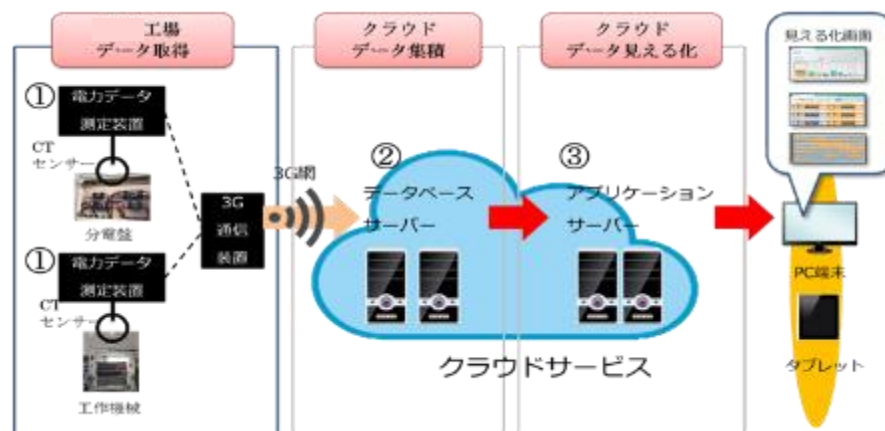 工場
データ取得
クラウド
データ集積
クラウド
データ見える化
見える化画面
①
電力データ
測定装置
CT
センサー
分電盤
①
電力データ
測定装置
CT
センサー
工作機械
3G
通信
装置
3G網
②
データベース
サーバー
③
アプリケーション
サーバー
クラウドサービス
PC端末
タブレット